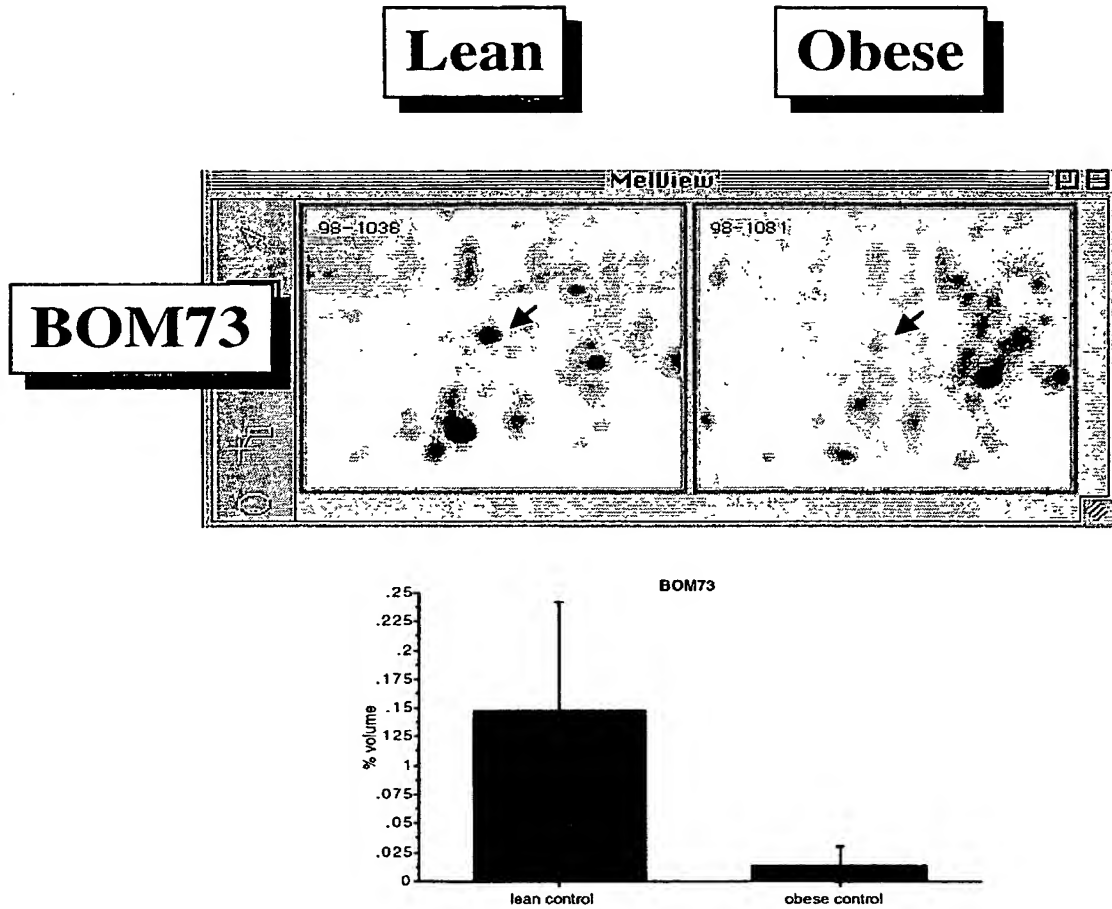 Lean
Obese
MelView
98-1036
98-1081
BOM73
BOM73
.25
.225
.2
.175
.15
125
1
.075
.05
.025
0
% volume
lean control
obese control